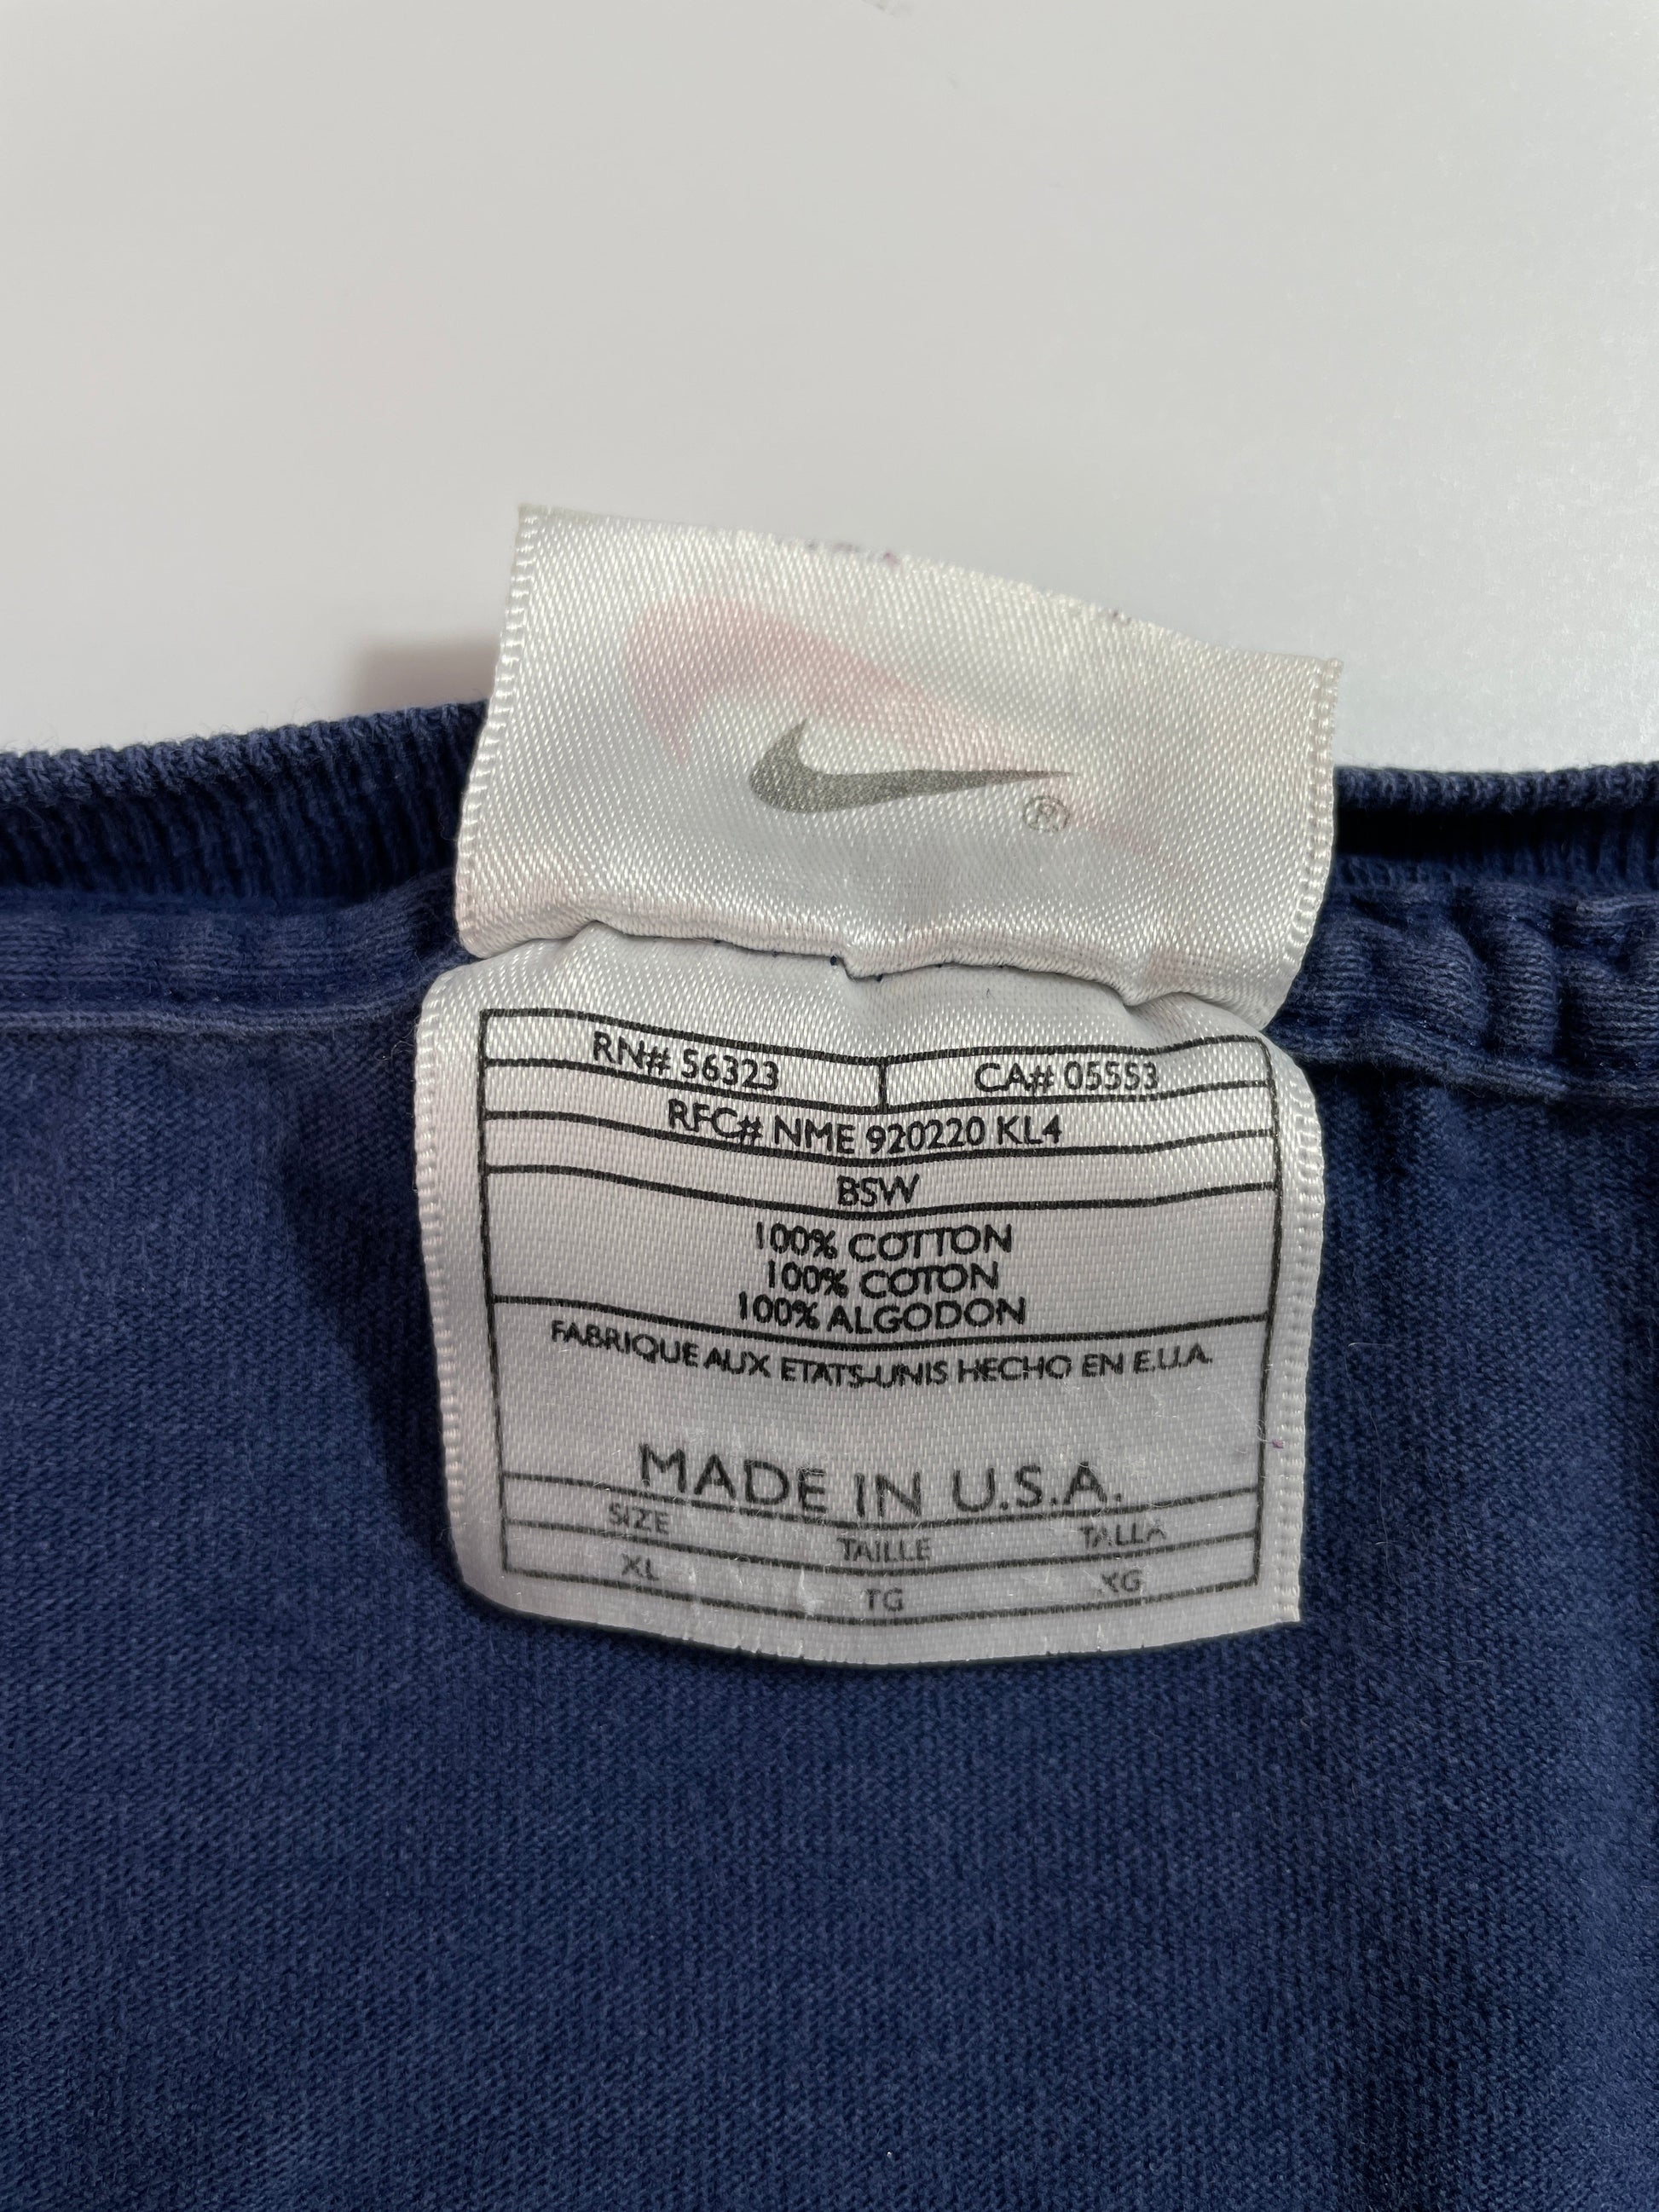 ®
RN# 56323 CA# 05553
RFC# NME 920220 KL4
BSW
100% COTTON
100% COTON
100% ALGODON
FABRIQUE AUX ETATS-UNIS HECHO EN E.U.A.
MADE IN U.S.A.
SIZE TAILLE TALLA
XL TG XG